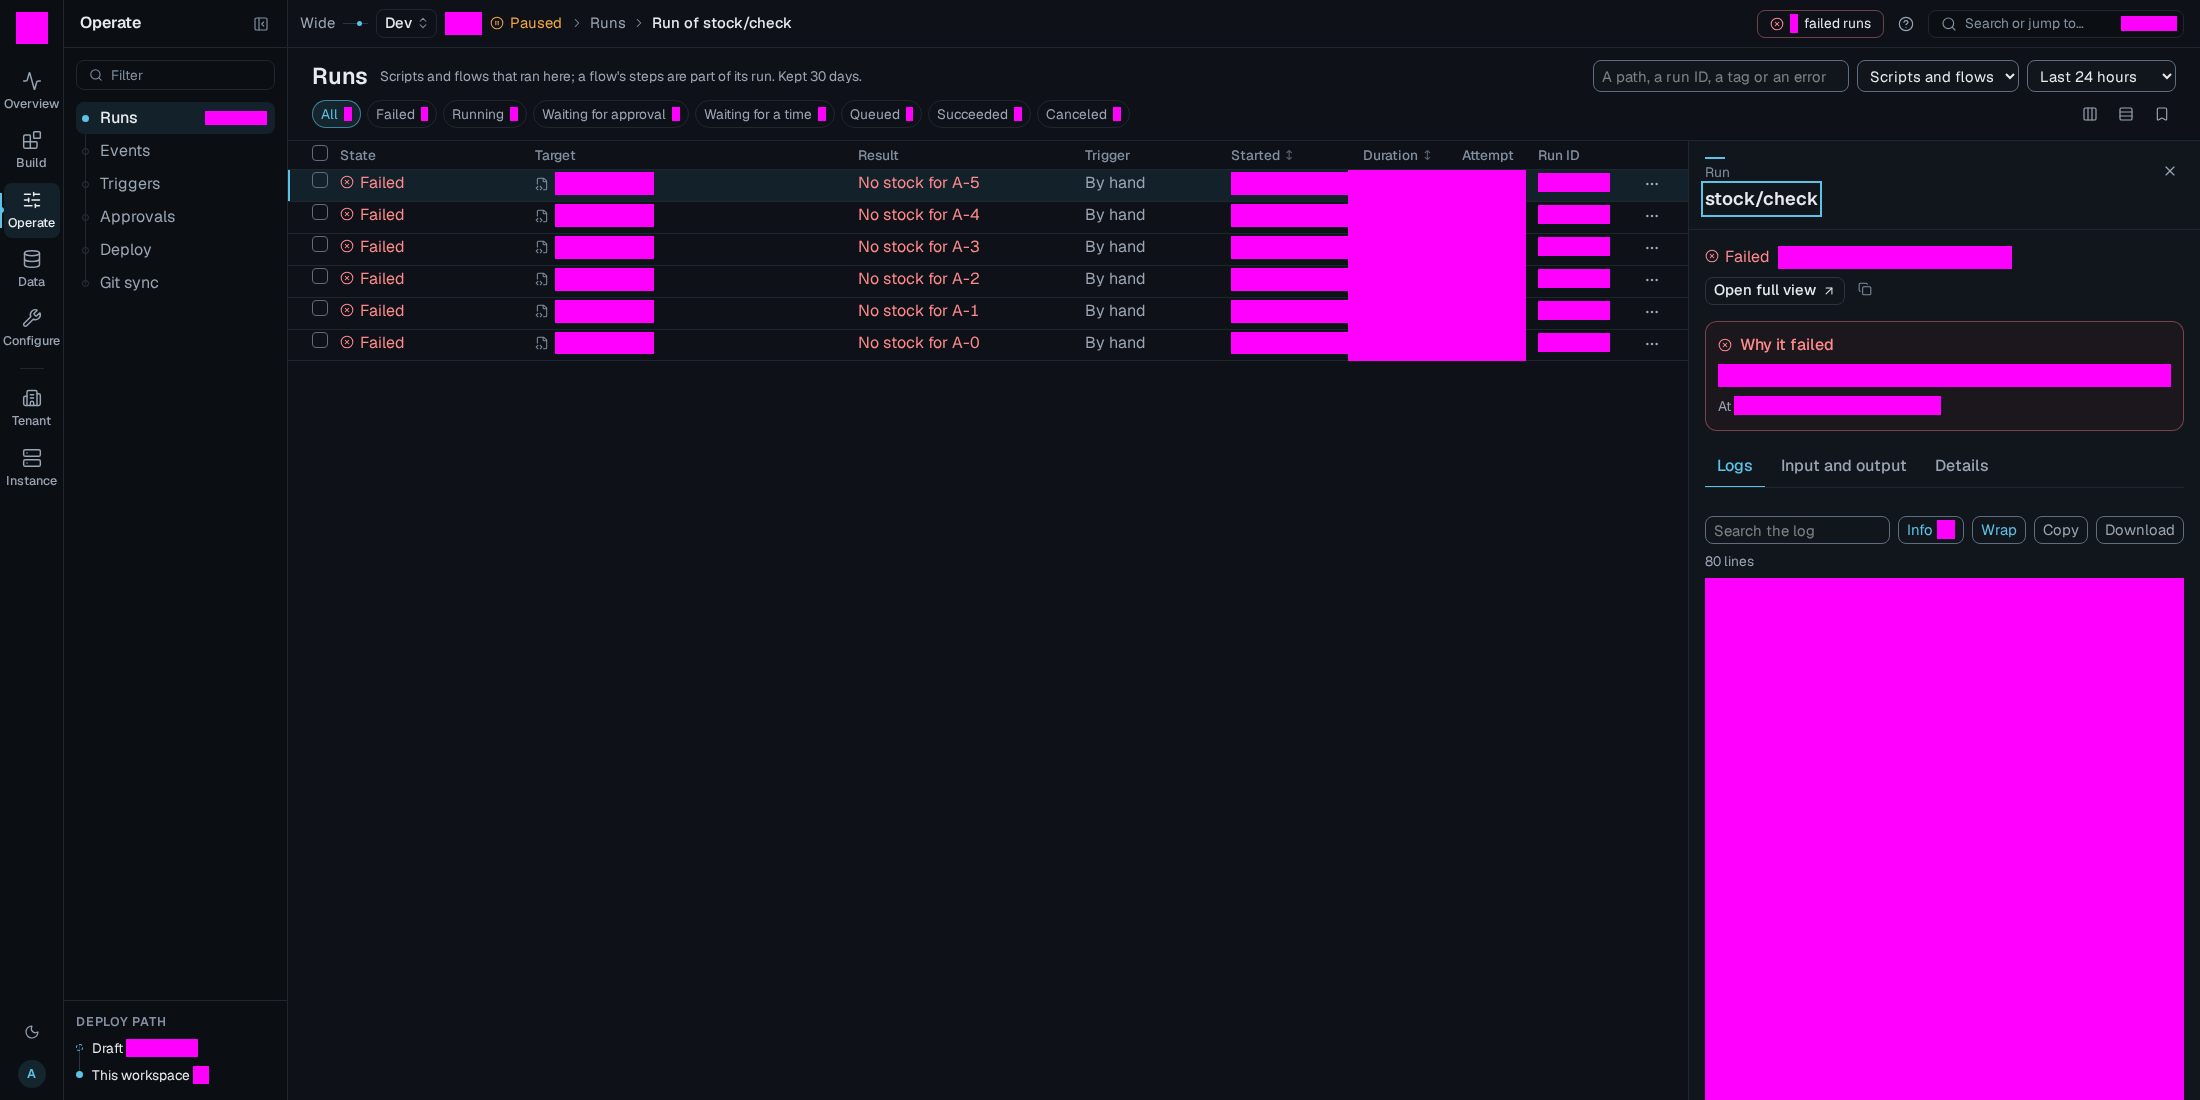 Operate
Wide
Dev
Paused
Runs
Run of stock/check
failed runs
Search or jump to...
Overview
Build
Operate
Data
Configure
Tenant
Instance
A
Filter
Runs
Events
Triggers
Approvals
Deploy
Git sync
DEPLOY PATH
Draft
This workspace
Runs
Scripts and flows that ran here; a flow's steps are part of its run. Kept 30 days.
A path, a run ID, a tag or an error
Scripts and flows
Last 24 hours
All
Failed
Running
Waiting for approval
Waiting for a time
Queued
Succeeded
Canceled
State Target Result Trigger Started Duration Attempt Run ID
Failed No stock for A-5 By hand
Failed No stock for A-4 By hand
Failed No stock for A-3 By hand
Failed No stock for A-2 By hand
Failed No stock for A-1 By hand
Failed No stock for A-0 By hand
Run
stock/check
Failed
Open full view
Why it failed
At
Logs
Input and output
Details
Search the log
Info
Wrap
Copy
Download
80 lines